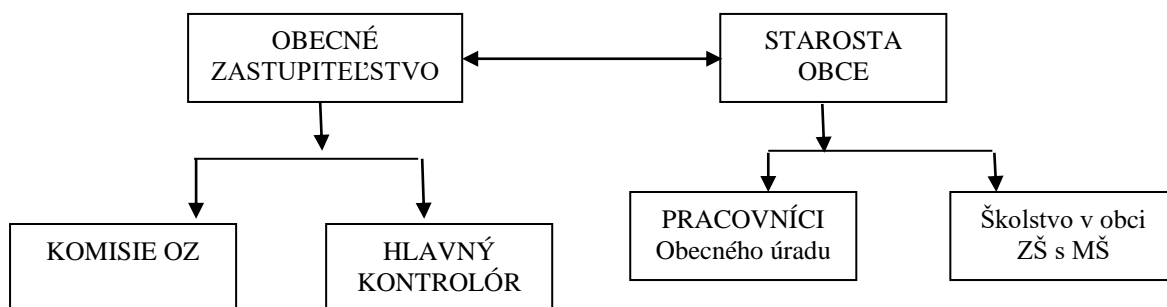 OBECNÉ
ZASTUPITEĽSTVO
STAROSTA
OBCE
KOMISIE OZ
HLAVNÝ
KONTROLÓR
PRACOVNÍCI
Obecného úradu
Školstvo v obci
ZŠ s MŠ